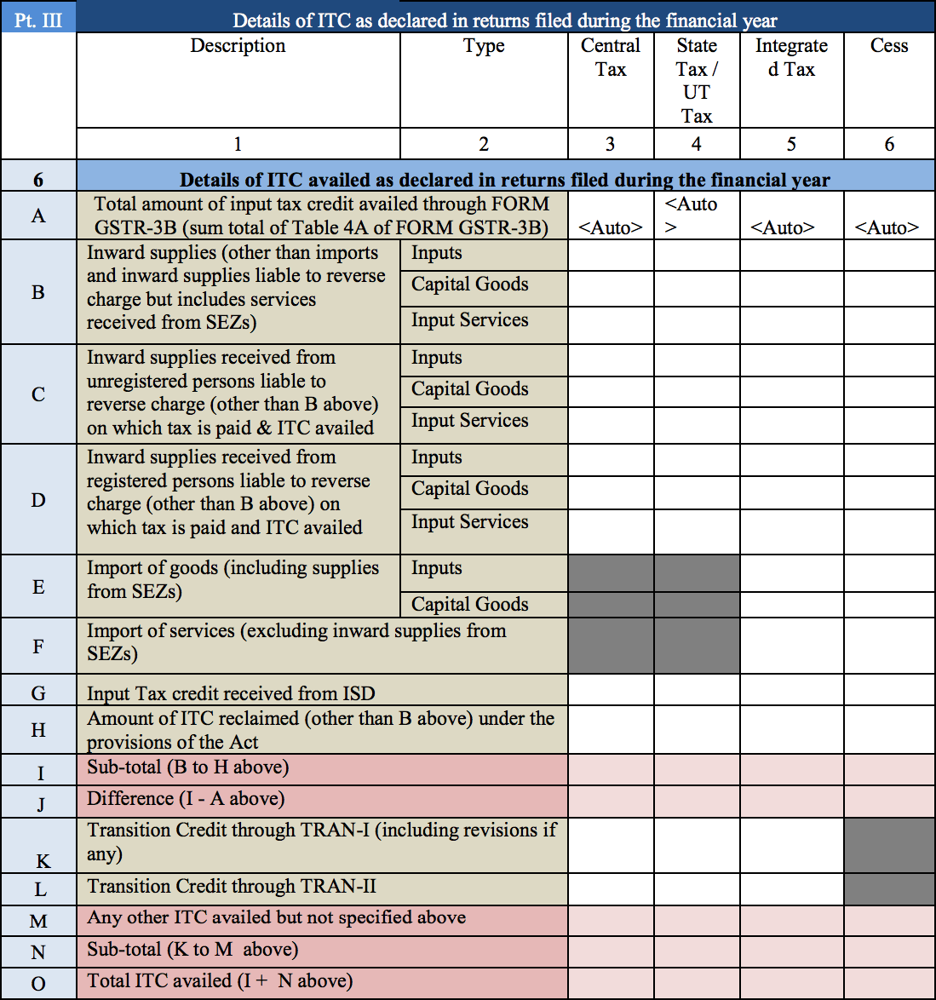 Pt. III Details of ITC as declared in returns filed during the financial year
Description Type Central Tax State Tax / UT Tax Integrate d Tax Cess
1 2 3 4 5 6
6 Details of ITC availed as declared in returns filed during the financial year
A Total amount of input tax credit availed through FORM
GSTR-3B (sum total of Table 4A of FORM GSTR-3B) <Auto> <Auto > <Auto> <Auto>
B Inward supplies (other than imports
and inward supplies liable to reverse
charge but includes services
received from SEZs)
Inputs
Capital Goods
Input Services
C Inward supplies received from
unregistered persons liable to
reverse charge (other than B above)
on which tax is paid & ITC availed
Inputs
Capital Goods
Input Services
D Inward supplies received from
registered persons liable to reverse
charge (other than B above) on
which tax is paid and ITC availed
Inputs
Capital Goods
Input Services
E Import of goods (including supplies
from SEZs)
Inputs
Capital Goods
F Import of services (excluding inward supplies from
SEZs)
G Input Tax credit received from ISD
H Amount of ITC reclaimed (other than B above) under the
provisions of the Act
I Sub-total (B to H above)
J Difference (I - A above)
K Transition Credit through TRAN-I (including revisions if
any)
L Transition Credit through TRAN-II
M Any other ITC availed but not specified above
N Sub-total (K to M above)
O Total ITC availed (I + N above)